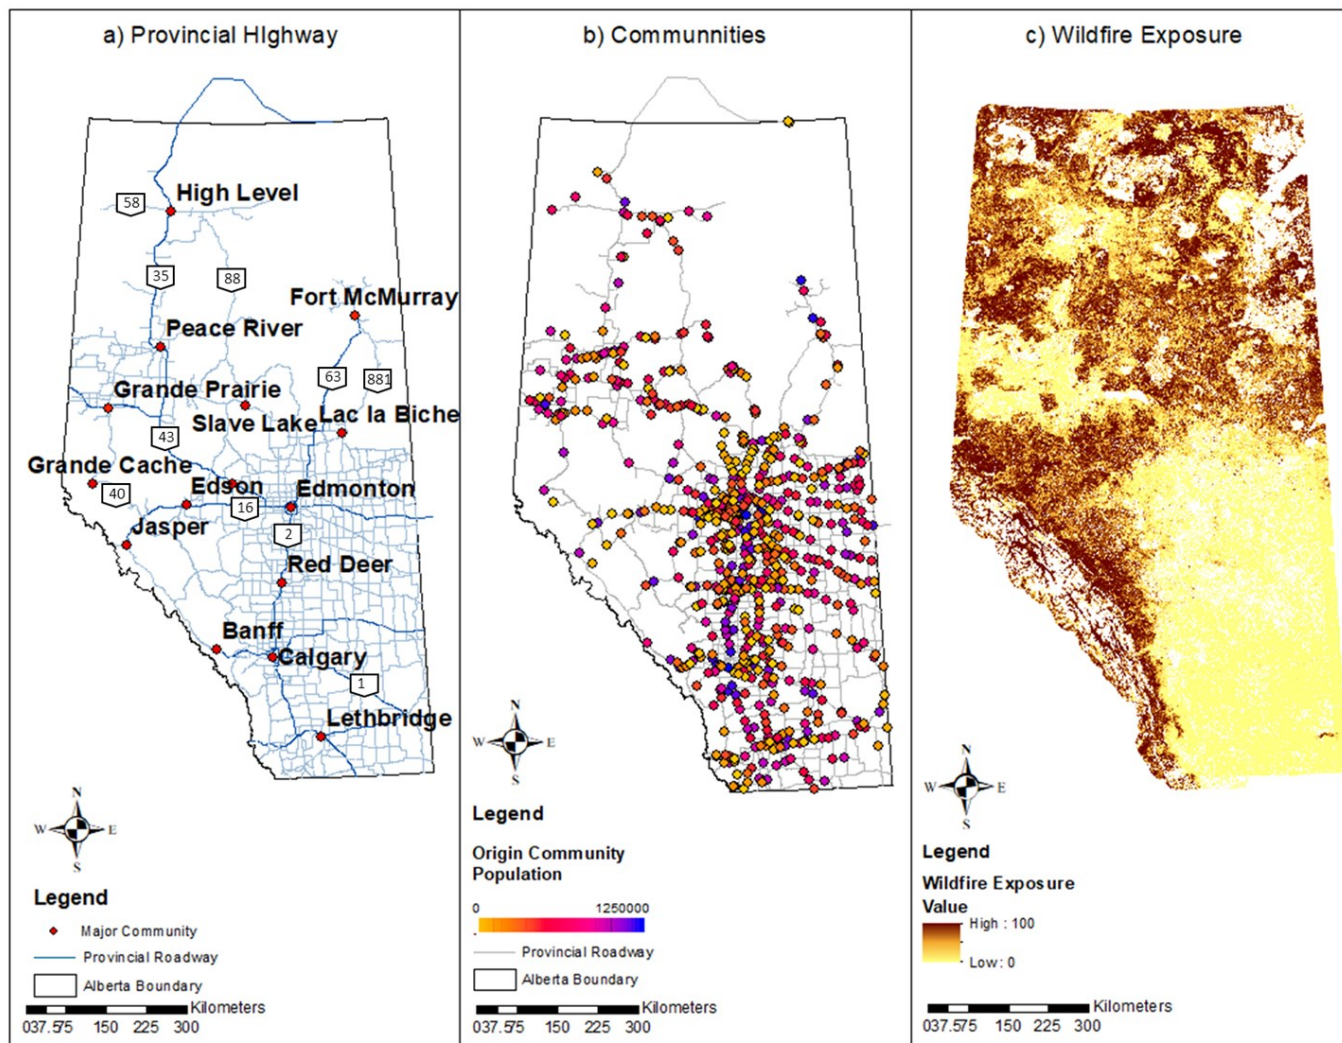 a) Provincial HIghway
58
High Level
35
88
Fort McMurray
Peace River
63
881
Grande Prairie
Slave Lake
Lac la Biche
43
Grande Cache
40
Edson
16
Edmonton
Jasper
2
Red Deer
Banff
Calgary
1
Lethbridge
N
W
E
S
Legend
Major Community
Provincial Roadway
Alberta Boundary
Kilometers
037.575 150 225 300
b) Communnities
N
W
E
S
Legend
Origin Community
Population
0 1250000
Provincial Roadway
Alberta Boundary
Kilometers
037.575 150 225 300
c) Wildfire Exposure
N
W
E
S
Legend
Wildfire Exposure
Value
High : 100
Low : 0
Kilometers
037.575 150 225 300